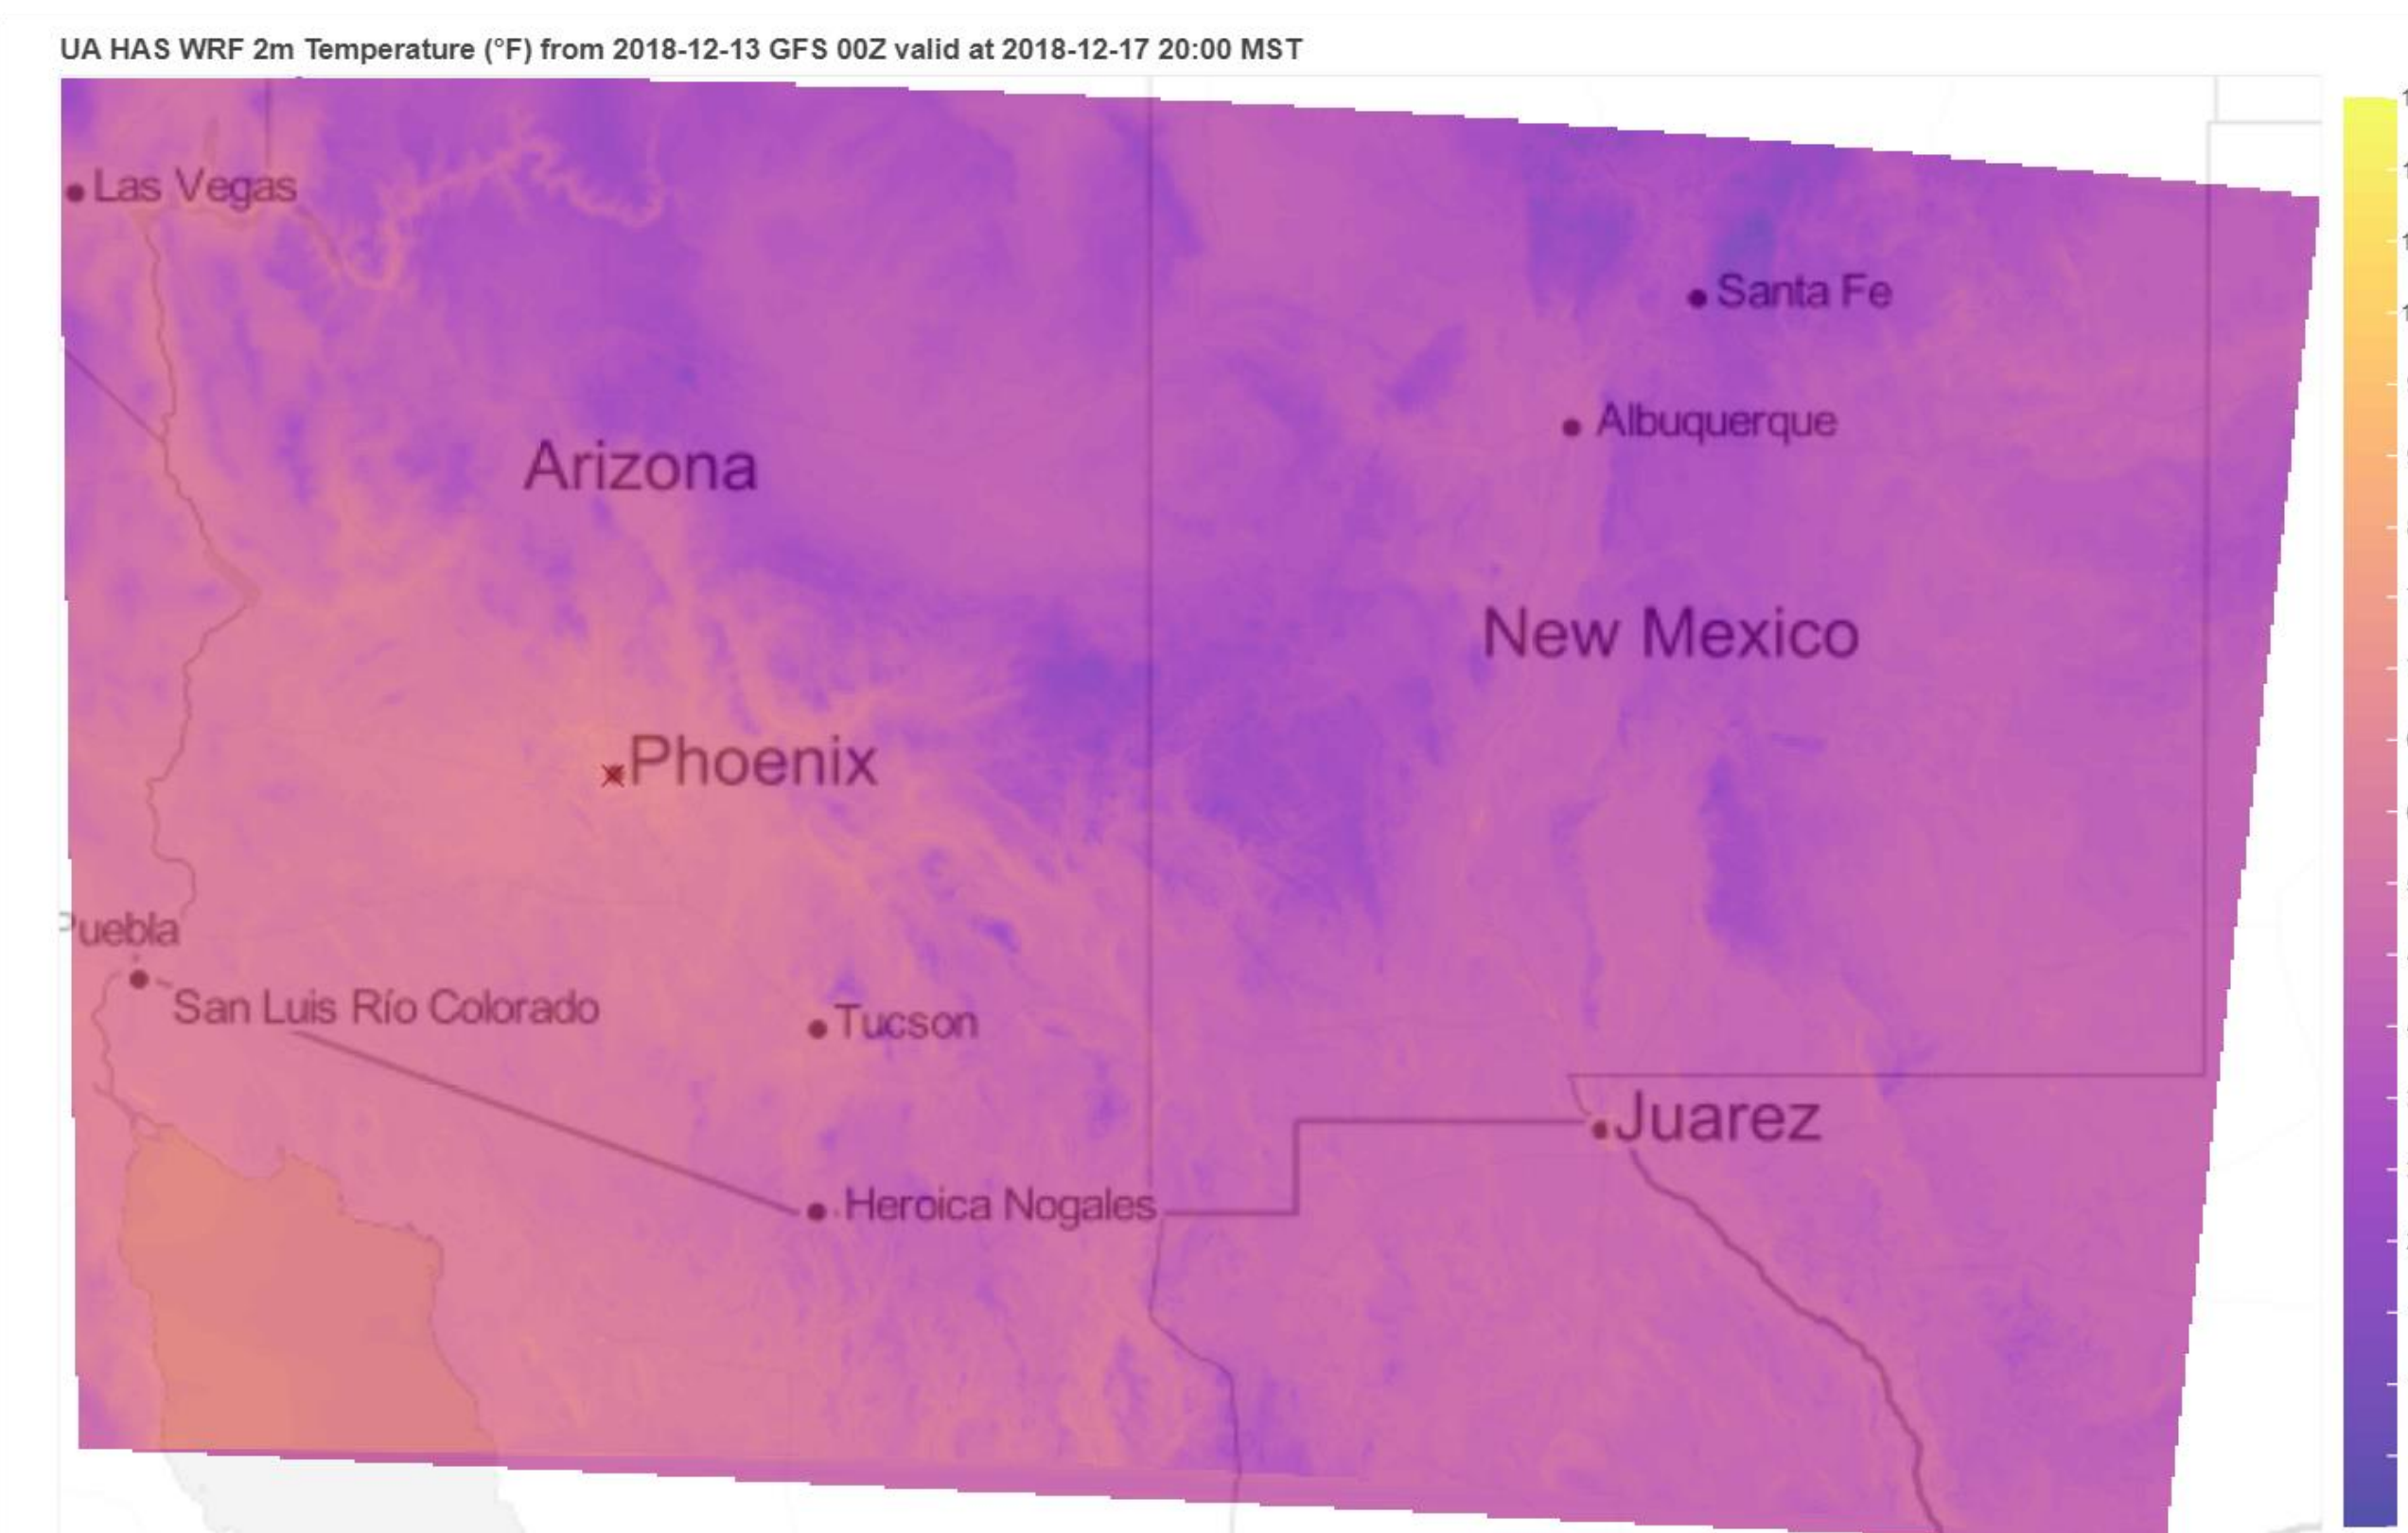 UA HAS WRF 2m Temperature (°F) from 2018-12-13 GFS 00Z valid at 2018-12-17 20:00 MST
Las Vegas
Santa Fe
Albuquerque
Arizona
New Mexico
Phoenix
Puebla
San Luis Río Colorado
Tucson
Juarez
Heroica Nogales